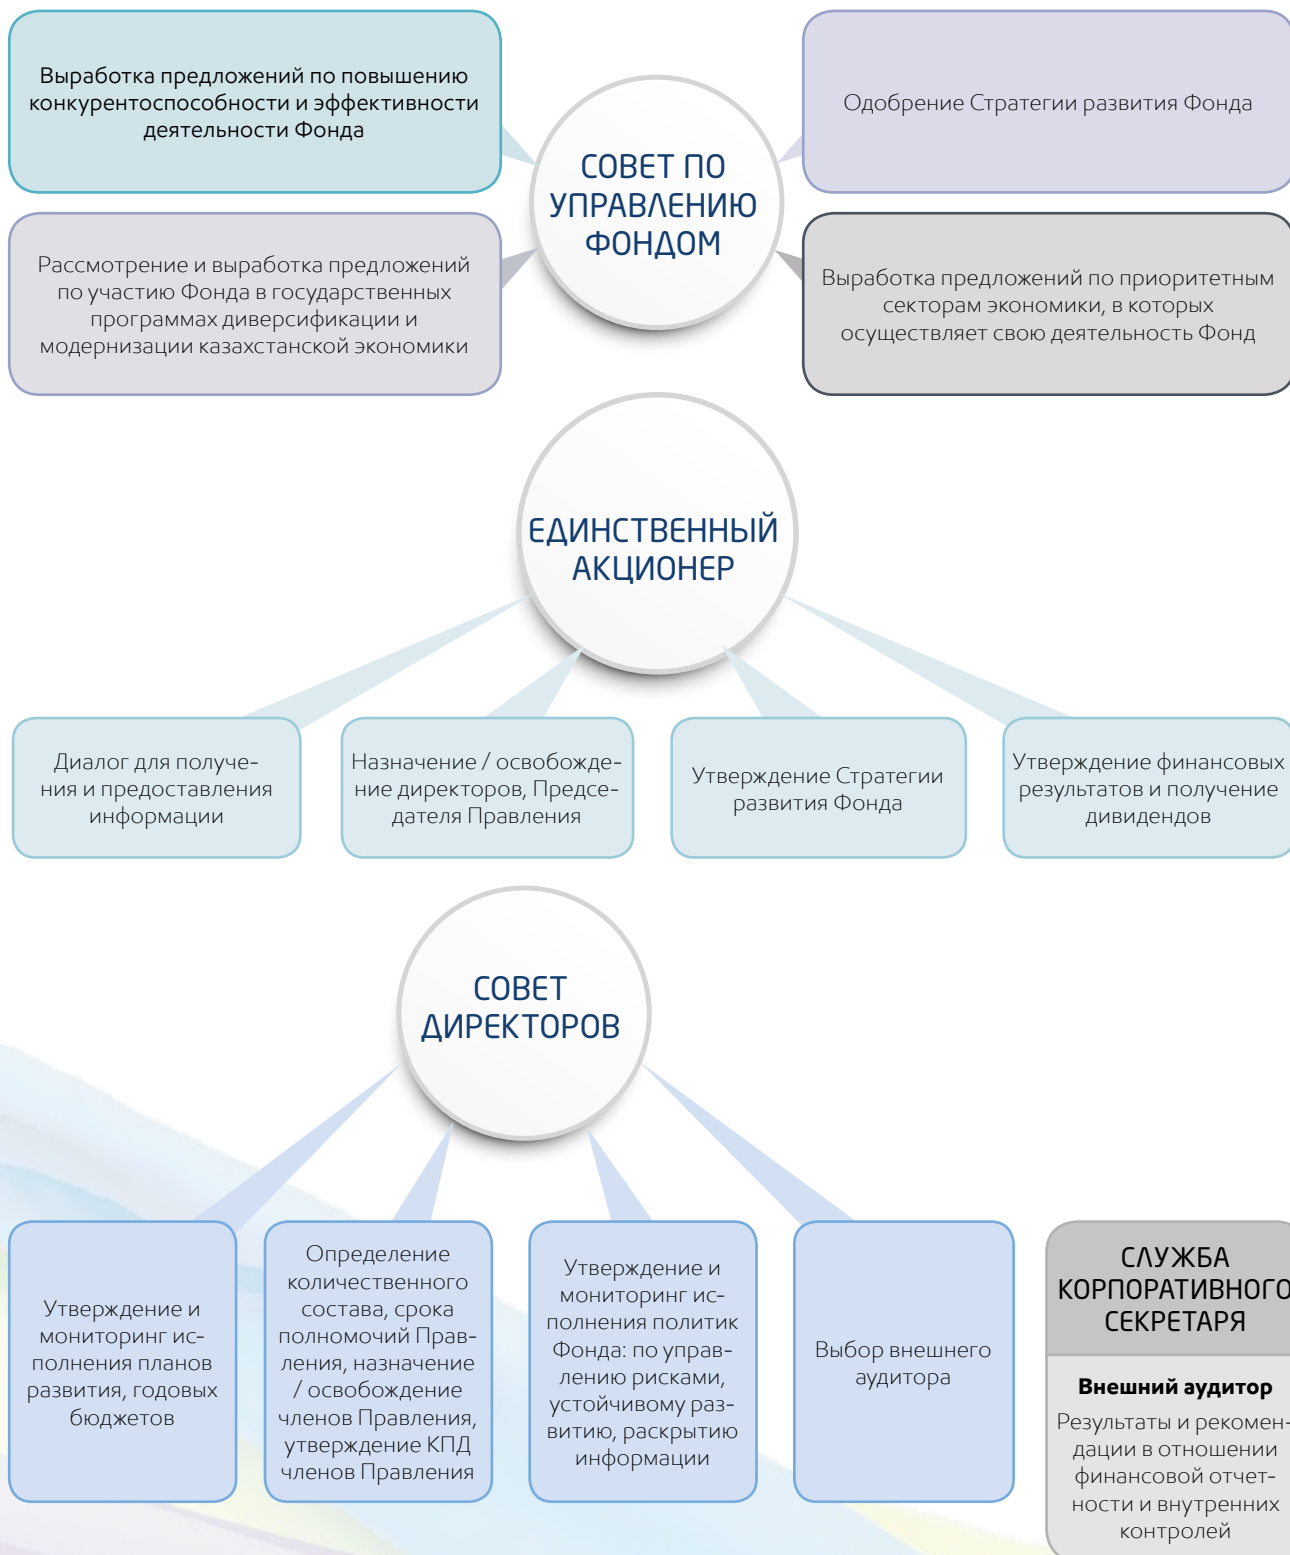 Выработка предложений по повышению
конкурентоспособности и эффективности
деятельности Фонда
СОВЕТ ПО
УПРАВЛЕНИЮ
ФОНДОМ
Одобрение Стратегии развития Фонда
Рассмотрение и выработка предложений
по участию Фонда в государственных
программах диверсификации и
модернизации казахстанской экономики
Выработка предложений по приоритетным
секторам экономики, в которых
осуществляет свою деятельность Фонд
ЕДИНСТВЕННЫЙ
АКЦИОНЕР
Диалог для получе-
ния и предоставления
информации
Назначение / освобожде-
ние директоров, Предсе-
дателя Правления
Утверждение Стратегии
развития Фонда
Утверждение финансовых
результатов и получение
дивидендов
СОВЕТ
ДИРЕКТОРОВ
Утверждение и
мониторинг ис-
полнения планов
развития, годовых
бюджетов
Определение
количественного
состава, срока
полномочий Прав-
ления, назначение
/ освобождение
членов Правления,
утверждение КПД
членов Правления
Утверждение и
мониторинг ис-
полнения политик
Фонда: по управ-
лению рисками,
устойчивому раз-
витию, раскрытию
информации
Выбор внешнего
аудитора
СЛУЖБА
КОРПОРАТИВНОГО
СЕКРЕТАРЯ
Внешний аудитор
Результаты и рекомен-
дации в отношении
финансовой отчет-
ности и внутренних
контролей